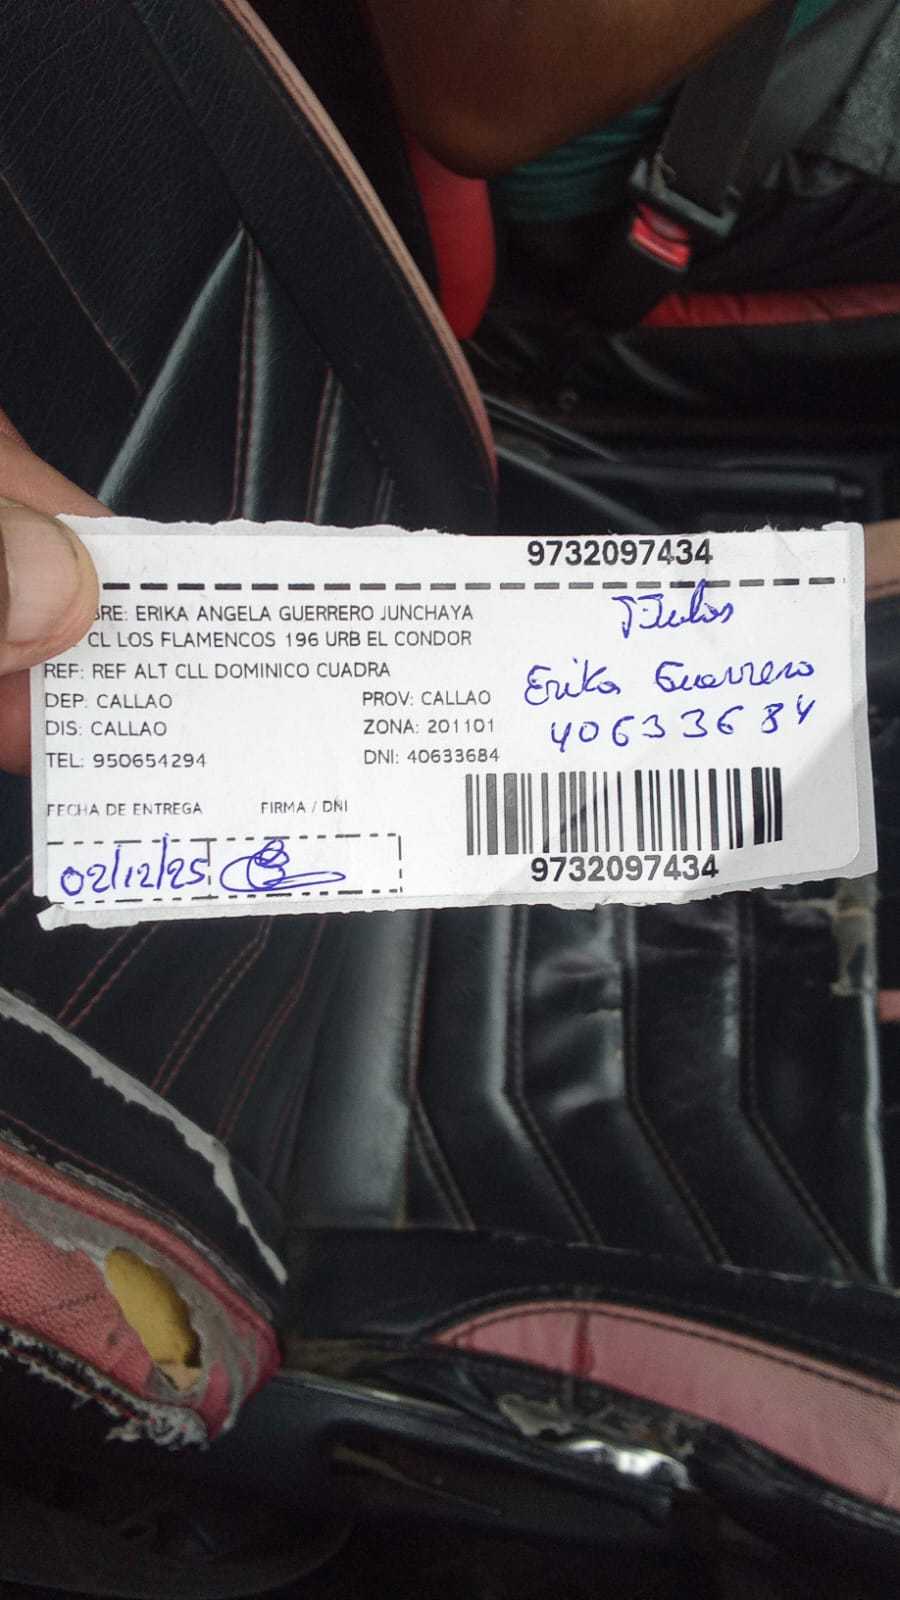 9732097434
BRE: ERIKA ANGELA GUERRERO JUNCHAYA
CL LOS FLAMENCOS 196 URB EL CONDOR
REF: REF ALT CLL DOMINICO CUADRA
DEP: CALLAO PROV: CALLAO
DIS: CALLAO ZONA: 201101
TEL: 950654294 DNI: 40633684
FECHA DE ENTREGA FIRMA / DNI
02/12/25
Titular
Erika Guerrero
40633684
9732097434